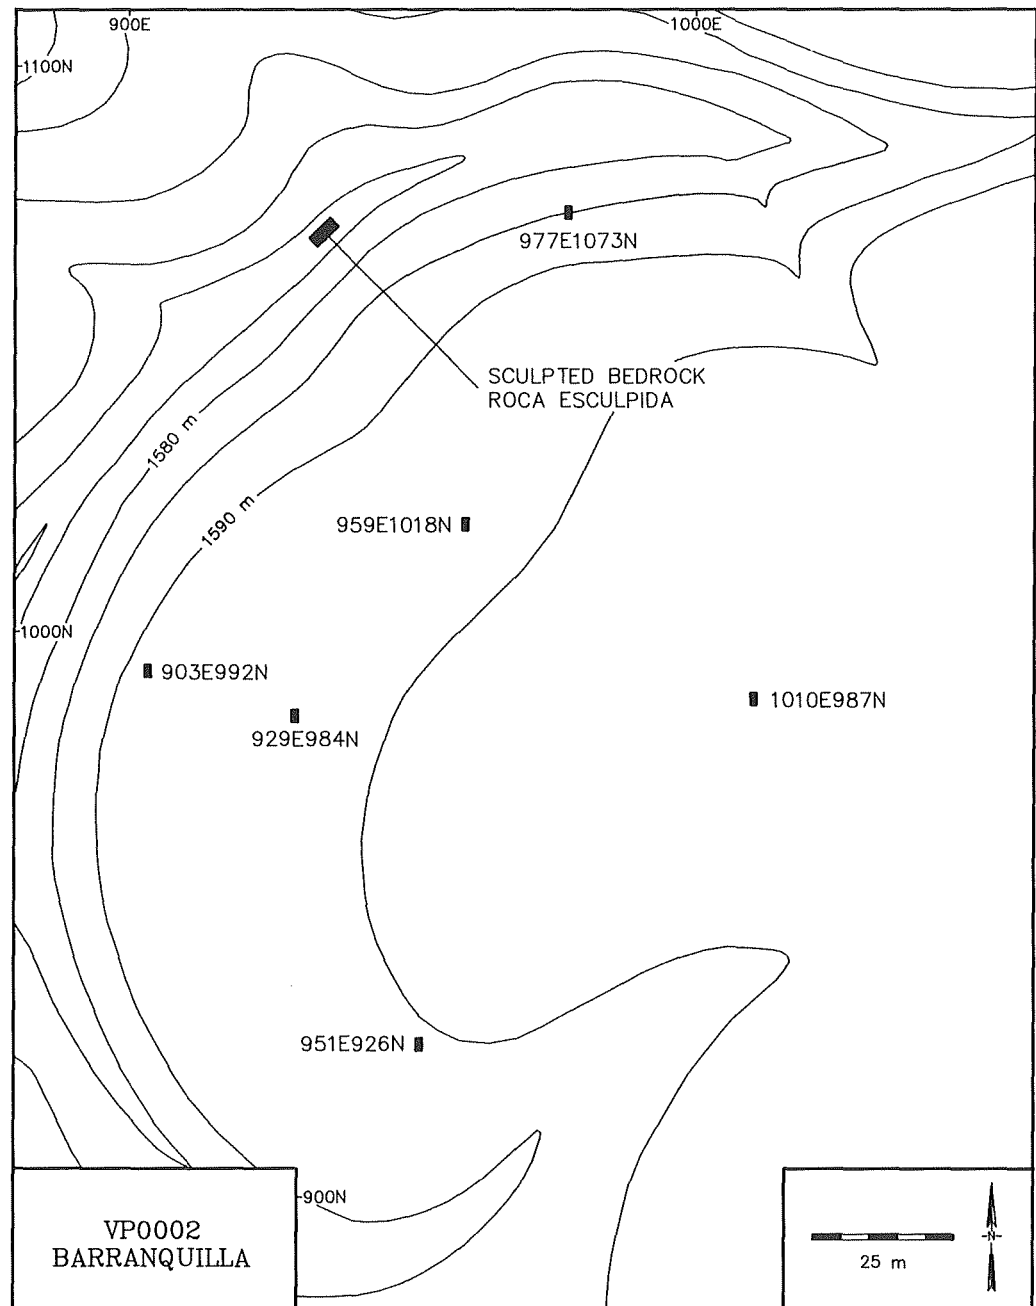 900E
1000E
1100N
977E1073N
SCULPTED BEDROCK
ROCA ESCULPIDA
1580 m
1590 m
959E1018N
1000N
903E992N
929E984N
1010E987N
951E926N
900N
VP0002
BARRANQUILLA
N
25 m